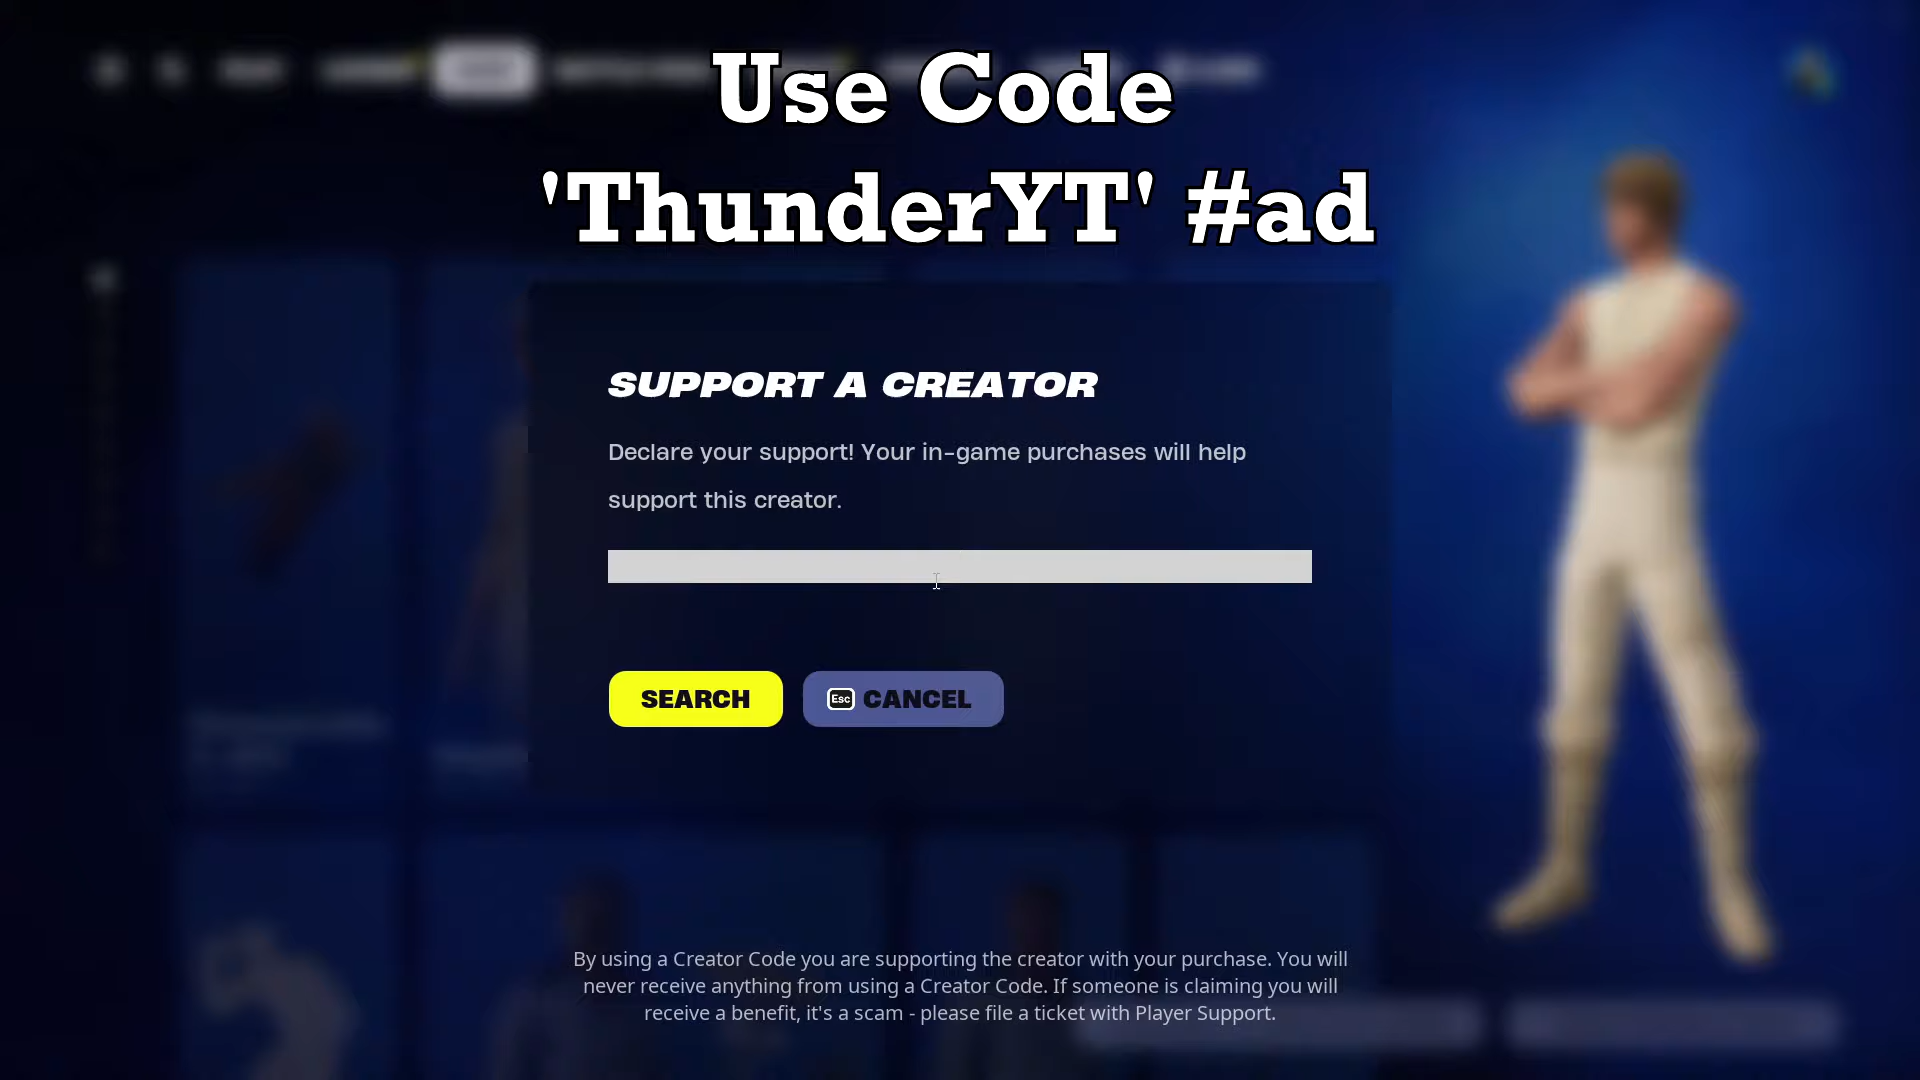 Use Code
'ThunderYT' #ad
SUPPORT A CREATOR
Declare your support! Your in-game purchases will help
support this creator.
SEARCH
Esc CANCEL
By using a Creator Code you are supporting the creator with your purchase. You will
never receive anything from using a Creator Code. If someone is claiming you will
receive a benefit, it's a scam - please file a ticket with Player Support.